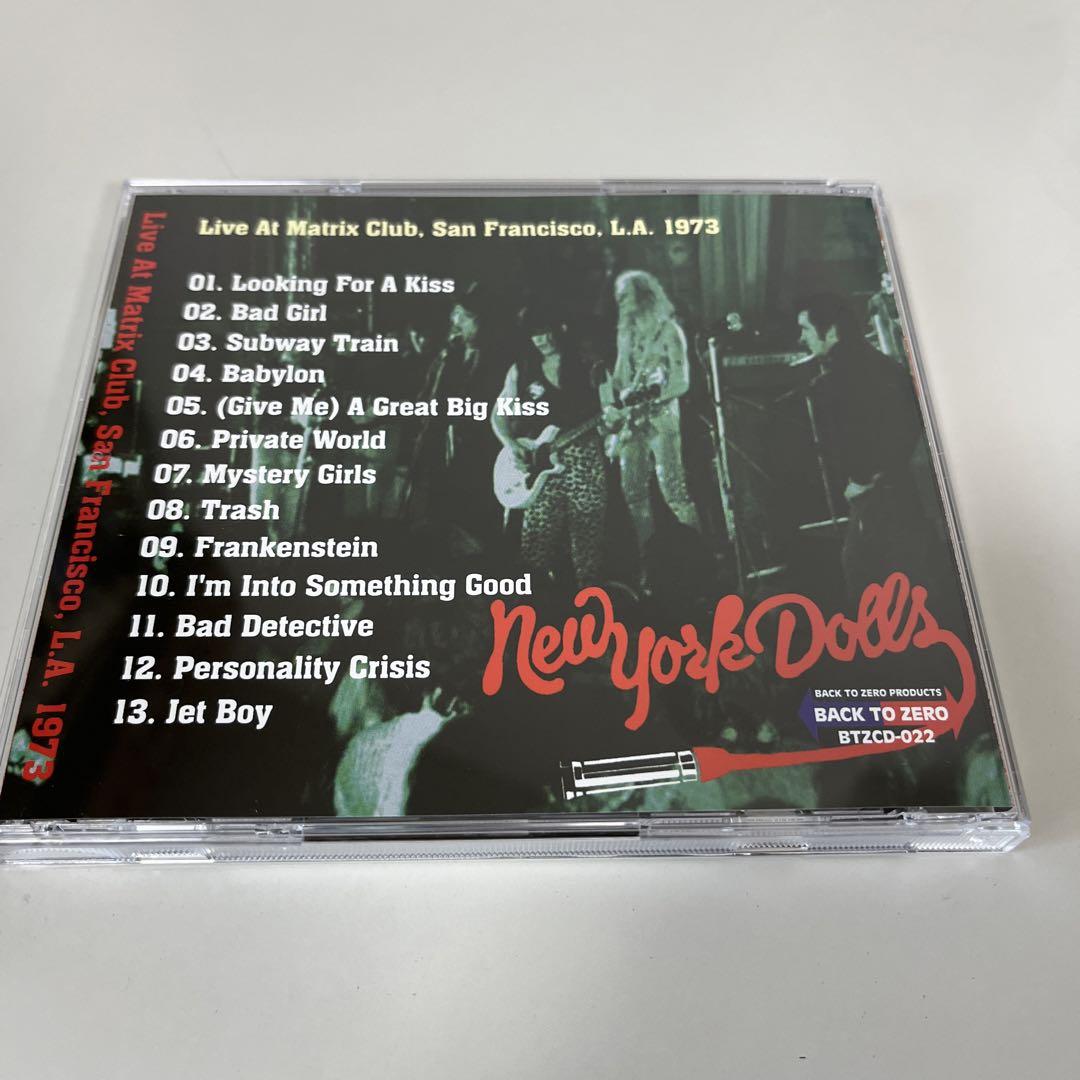 Live At Matrix Club, San Francisco, L.A. 1973
Live At Matrix Club, San Francisco, L.A. 1973
01. Looking For A Kiss
02. Bad Girl
03. Subway Train
04. Babylon
05. (Give Me) A Great Big Kiss
06. Private World
07. Mystery Girls
08. Trash
09. Frankenstein
10. I'm Into Something Good
11. Bad Detective
12. Personality Crisis
13. Jet Boy
New York Dolls
BACK TO ZERO PRODUCTS
BACK TO ZERO
BTZCD-022